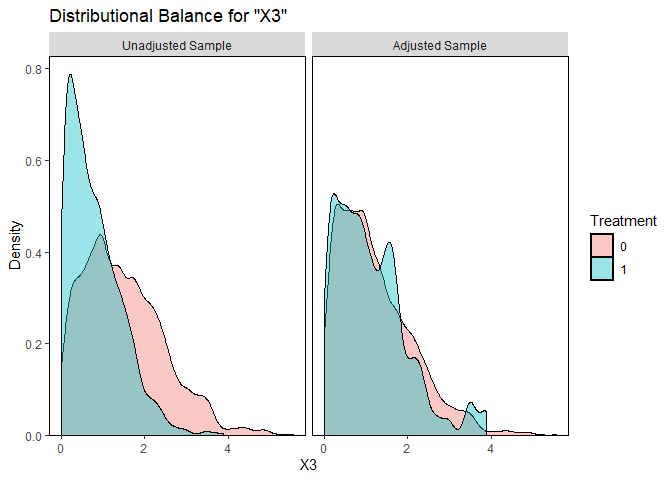 Distributional Balance for "X3"
Unadjusted Sample
Adjusted Sample
0.8
0.6
0.4
0.2
0.0
Density
0
2
4
0
2
4
X3
Treatment
0
1